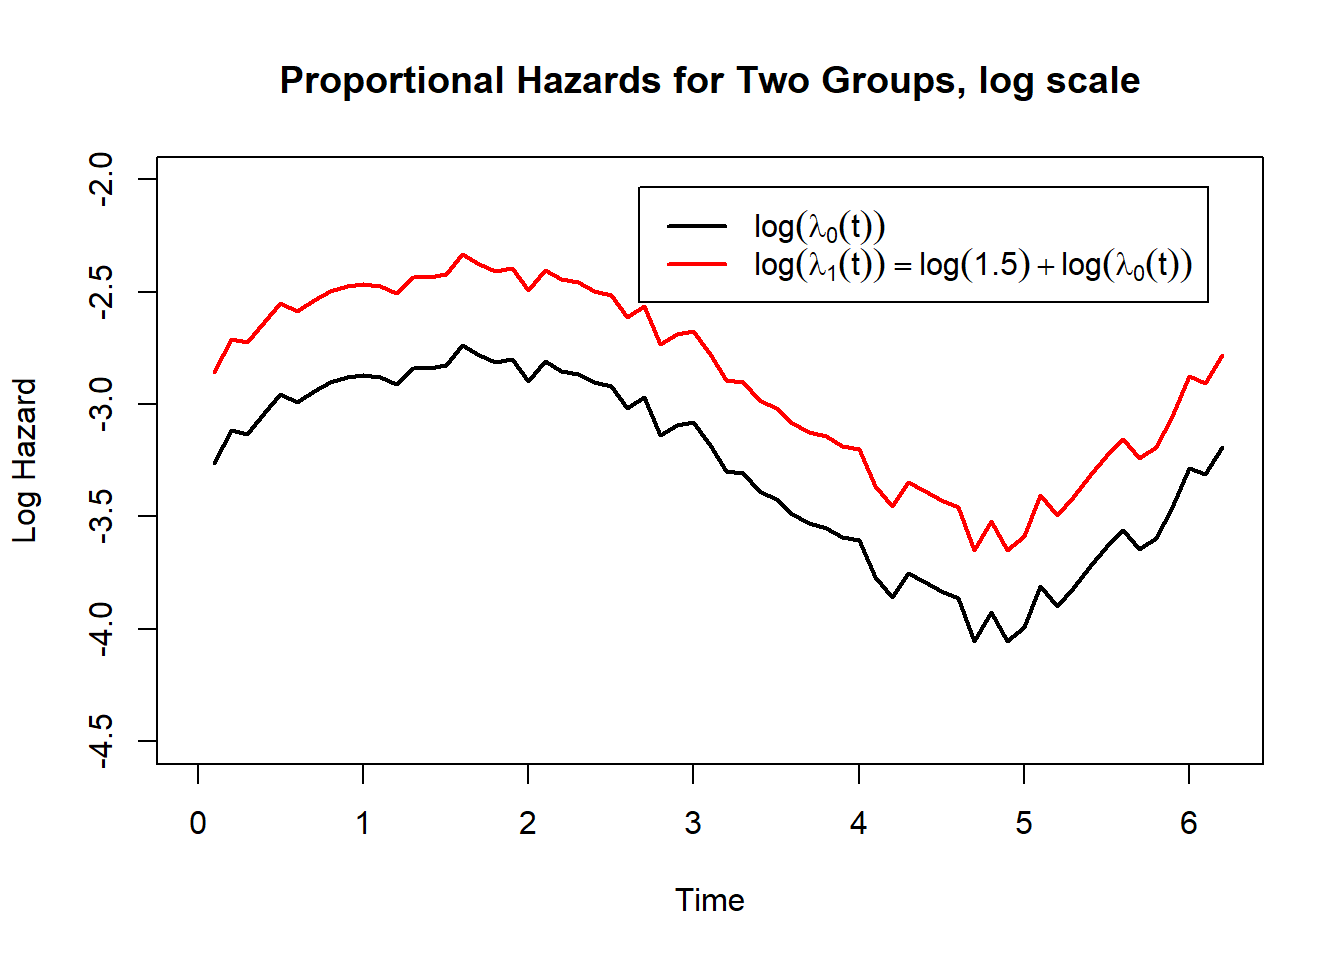 Proportional Hazards for Two Groups, log scale
log(λ₀(t))
log(λ₁(t)) = log(1.5) + log(λ₀(t))
Log Hazard
-2.0
-2.5
-3.0
-3.5
-4.0
-4.5
0 1 2 3 4 5 6
Time